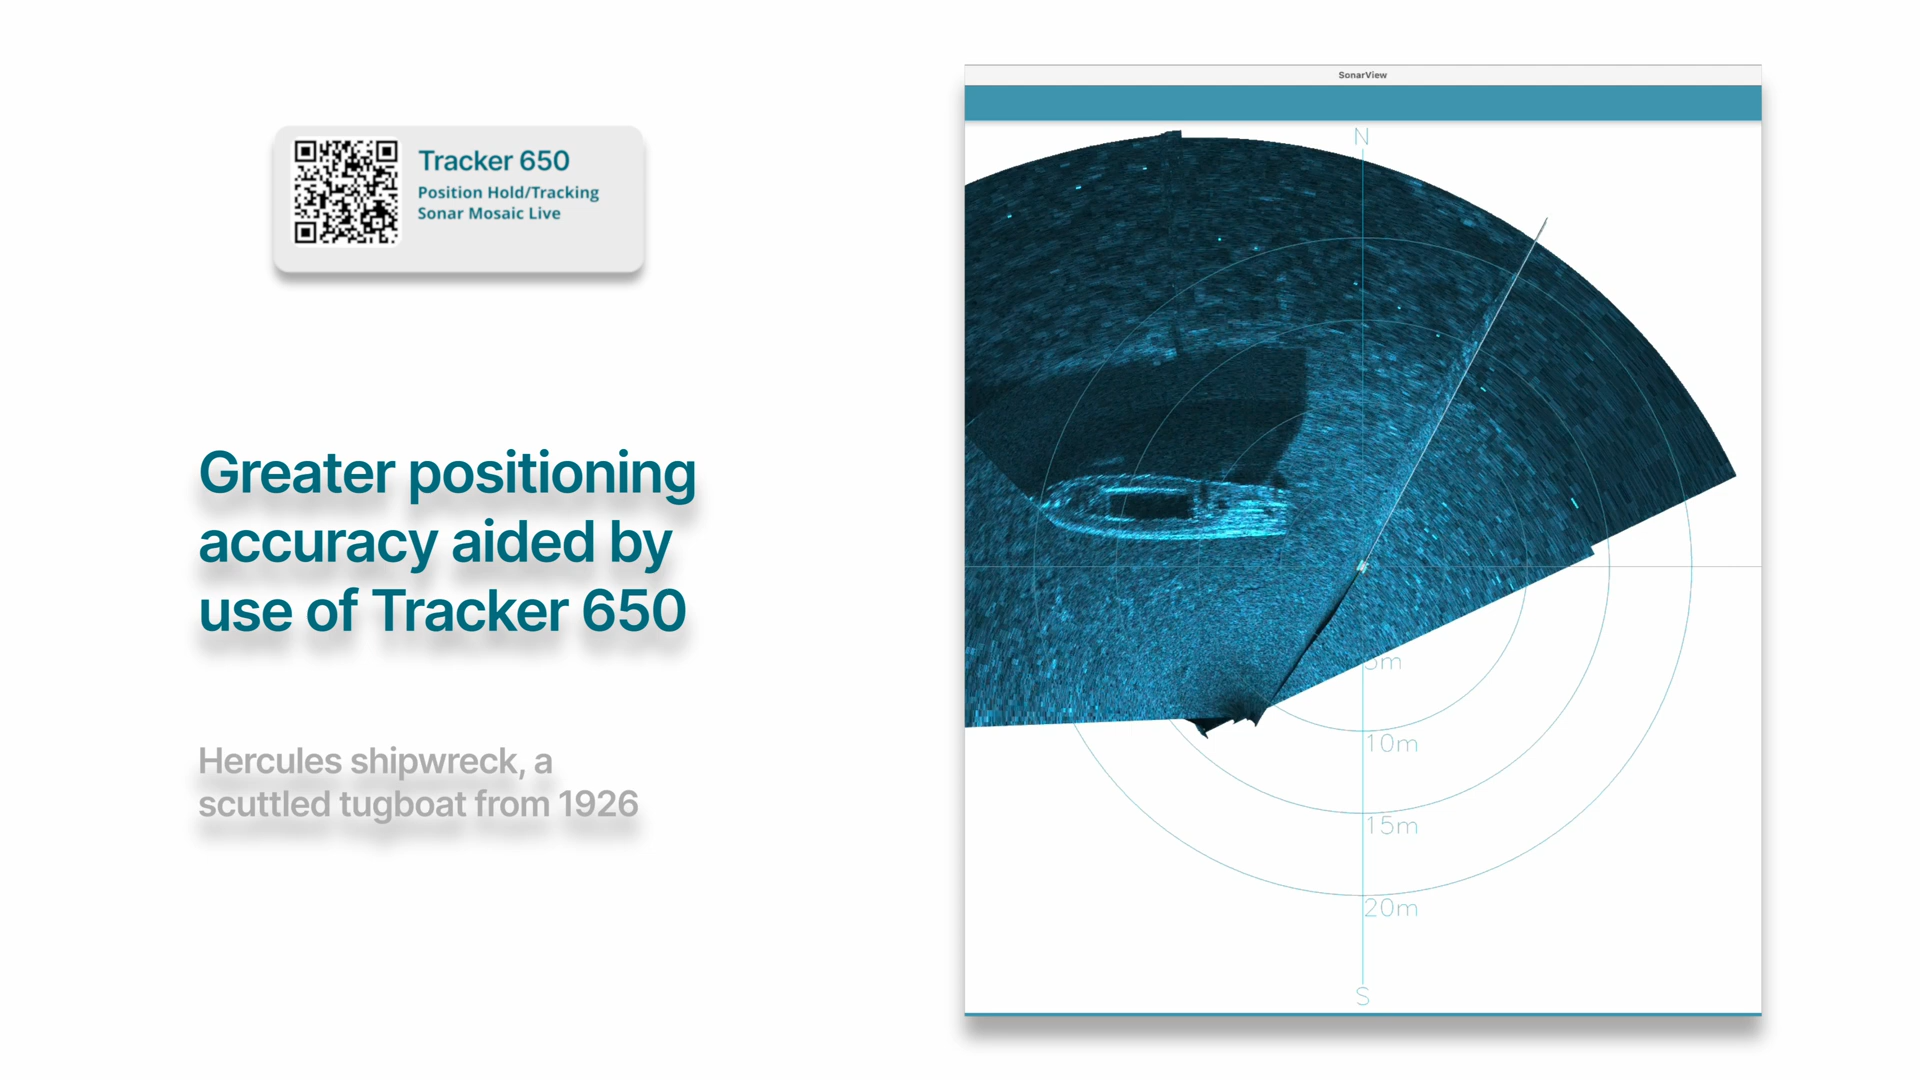 Tracker 650
Position Hold/Tracking
Sonar Mosaic Live
Greater positioning
accuracy aided by
use of Tracker 650
Hercules shipwreck, a
scuttled tugboat from 1926
SonarView
N
5m
10m
15m
20m
S